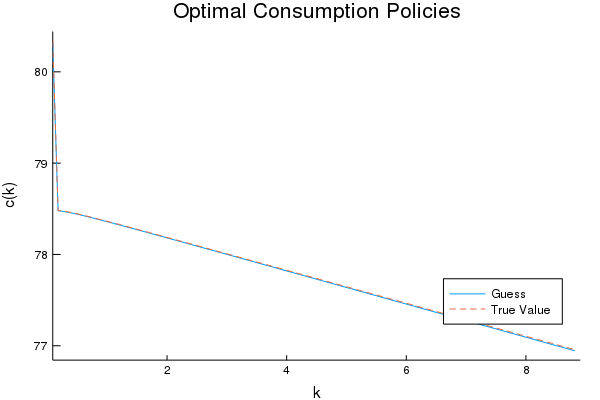 Optimal Consumption Policies
80
79
78
77
c(k)
Guess
True Value
2
4
6
8
k